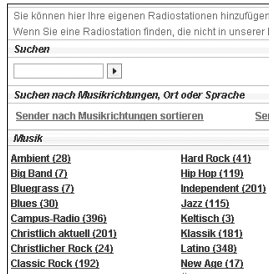 Sie können hier Ihre eigenen Radiostationen hinzufügen
Wenn Sie eine Radiostation finden, die nicht in unserer
Suchen
Suchen nach Musikrichtungen, Ort oder Sprache
Sender nach Musikrichtungen sortieren Se
Musik
Ambient (28) Hard Rock (41)
Big Band (7) Hip Hop (119)
Bluegrass (7) Independent (201)
Blues (30) Jazz (115)
Campus-Radio (396) Keltisch (3)
Christlich aktuell (201) Klassik (181)
Christlicher Rock (24) Latino (348)
Classic Rock (192) New Age (17)